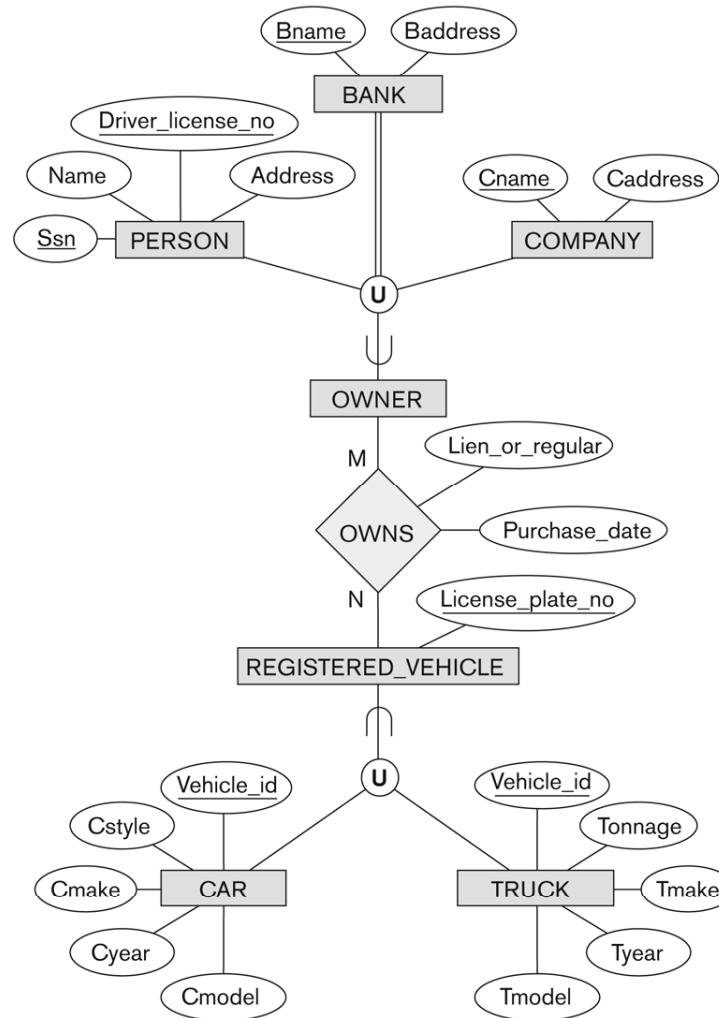 Bname Baddress
BANK
Driver_license_no
Name Address
Cname Caddress
Ssn PERSON COMPANY
U
OWNER
M Lien_or_regular
OWNS Purchase_date
N License_plate_no
REGISTERED_VEHICLE
U
Vehicle_id Vehicle_id
Cstyle Tonnage
Cmake CAR TRUCK Tmake
Cyear Tyear
Cmodel Tmodel